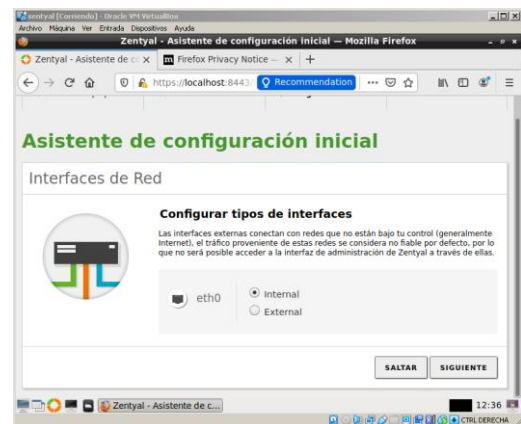 zentyal [Corriendo] - Oracle VM VirtualBox
Archivo Máquina Ver Entrada Dispositivos Ayuda
Zentyal - Asistente de configuración inicial — Mozilla Firefox
Zentyal - Asistente de co
Firefox Privacy Notice —
https://localhost:8443/
Recommendation
Asistente de configuración inicial
Interfaces de Red
Configurar tipos de interfaces
Las interfaces externas conectan con redes que no están bajo tu control (generalmente
Internet), el tráfico proveniente de estas redes se considera no fiable por defecto, por lo
que no será posible acceder a la interfaz de administración de Zentyal a través de ellas.
eth0
Internal
External
SALTAR
SIGUIENTE
Zentyal - Asistente de c...
12:36
CTRL DERECHA